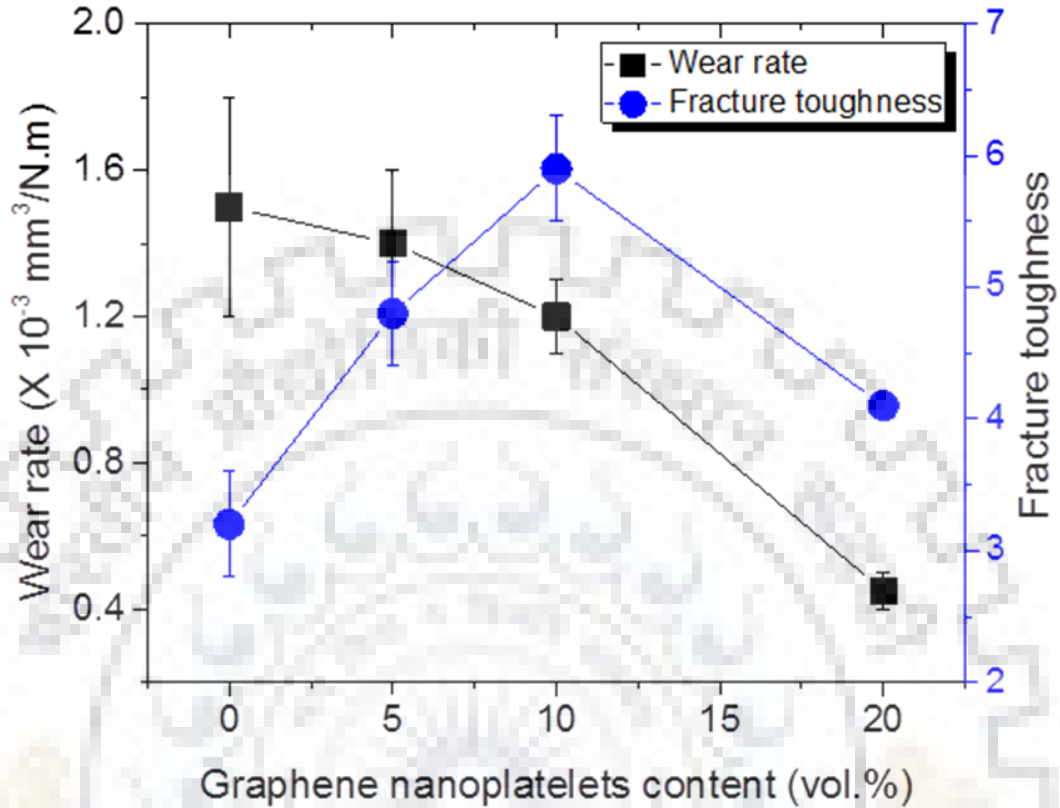 2.0
1.6
1.2
0.8
0.4
Wear rate (X 10⁻³ mm³/N.m)
Wear rate
Fracture toughness
7
6
5
4
3
2
Fracture toughness
0 5 10 15 20
Graphene nanoplatelets content (vol.%)